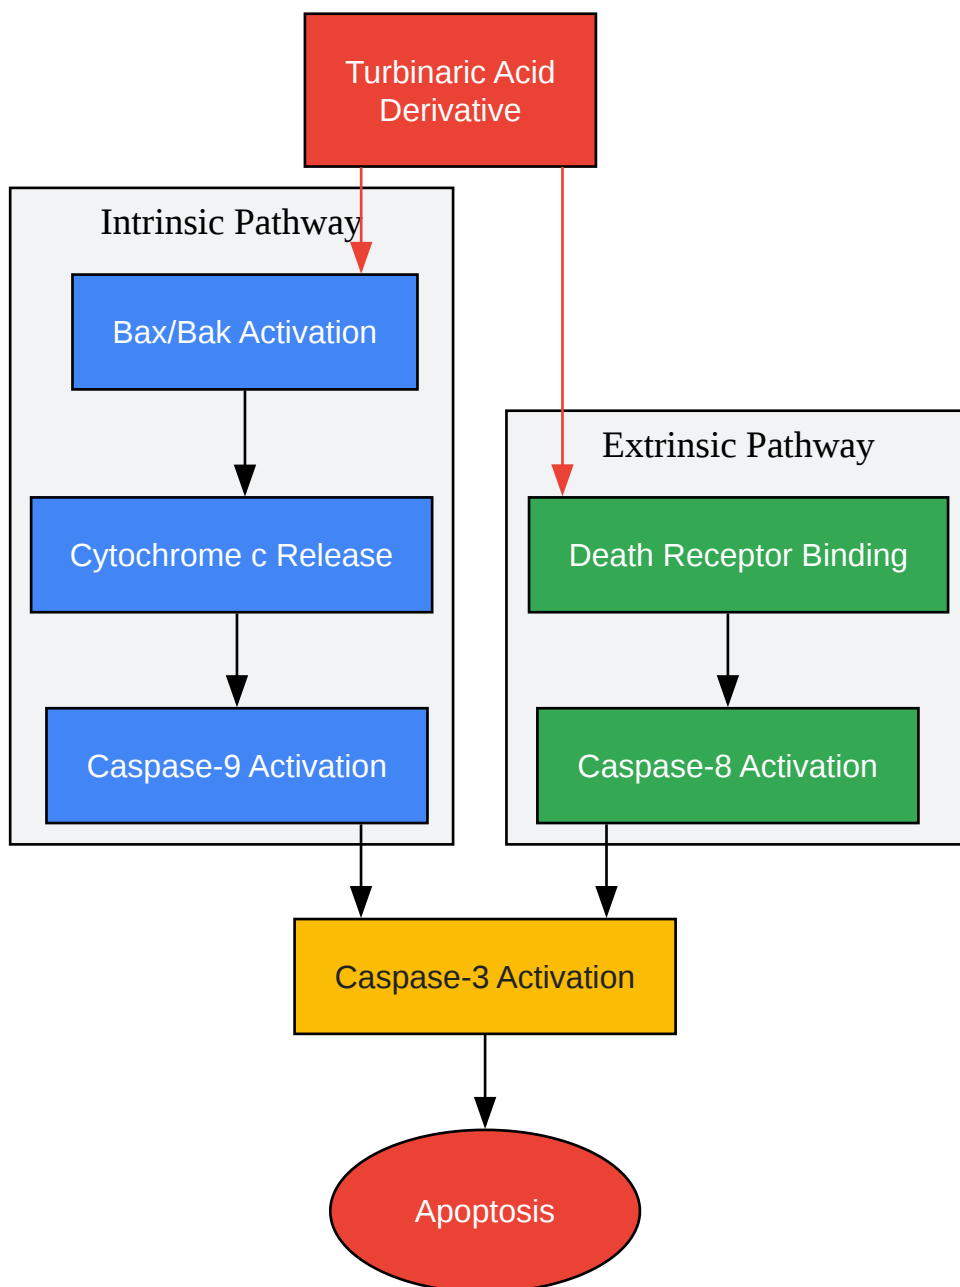 Turbinaric Acid
Derivative
Intrinsic Pathway
Bax/Bak Activation
Cytochrome c Release
Caspase-9 Activation
Extrinsic Pathway
Death Receptor Binding
Caspase-8 Activation
Caspase-3 Activation
Apoptosis